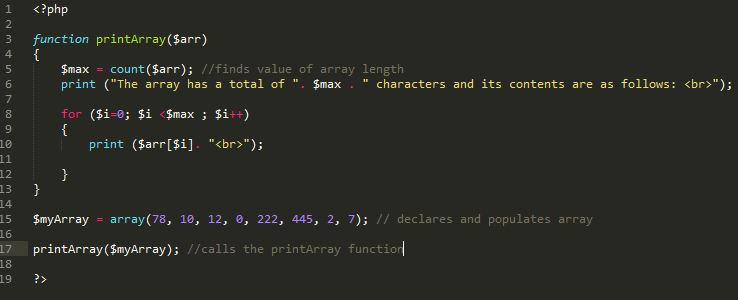 1 <?php
2
3 function printArray($arr)
4 {
5     $max = count($arr); //finds value of array length
6     print ("The array has a total of ". $max . " characters and its contents are as follows: <br>");
7
8     for ($i=0; $i <$max ; $i++)
9     {
10         print ($arr[$i]. "<br>");
11
12     }
13 }
14
15 $myArray = array(78, 10, 12, 0, 222, 445, 2, 7); // declares and populates array
16
17 printArray($myArray); //calls the printArray function
18
19 ?>